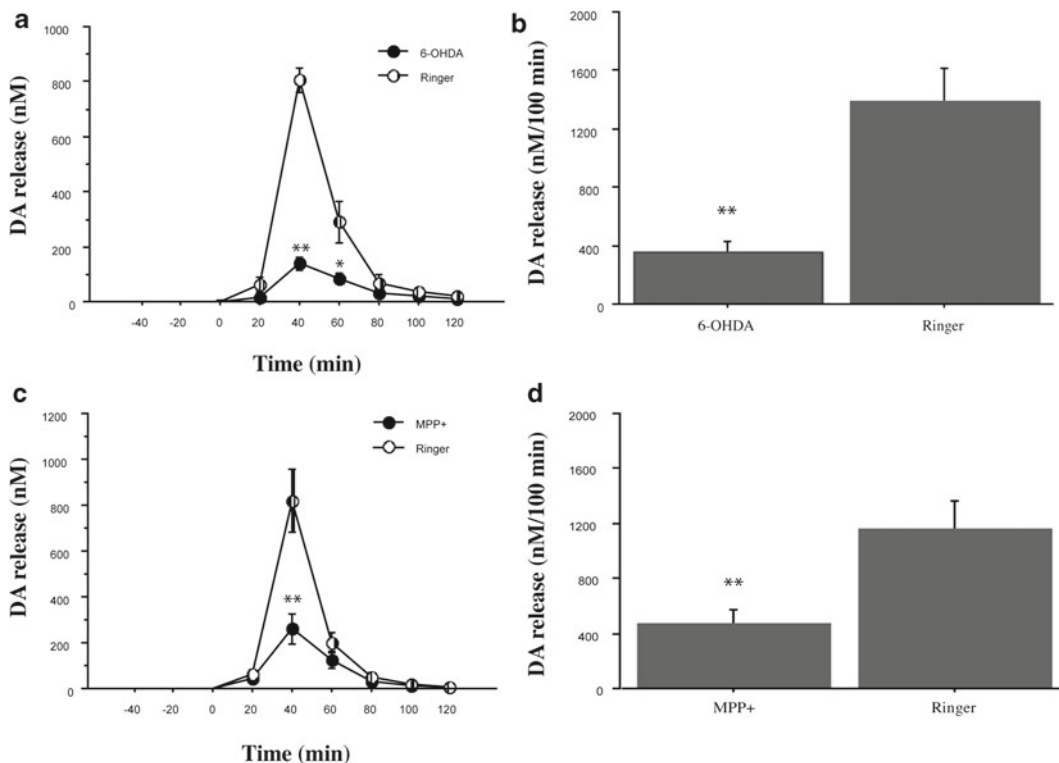 a
DA release (nM)
1000
800
600
400
200
0
6-OHDA
Ringer
**
*
-40 -20 0 20 40 60 80 100 120
Time (min)
b
DA release (nM/100 min)
2000
1600
1200
800
400
0
**
6-OHDA Ringer
c
DA release (nM)
1200
1000
800
600
400
200
0
MPP+
Ringer
**
-40 -20 0 20 40 60 80 100 120
Time (min)
d
DA release (nM/100 min)
2000
1600
1200
800
400
0
**
MPP+ Ringer